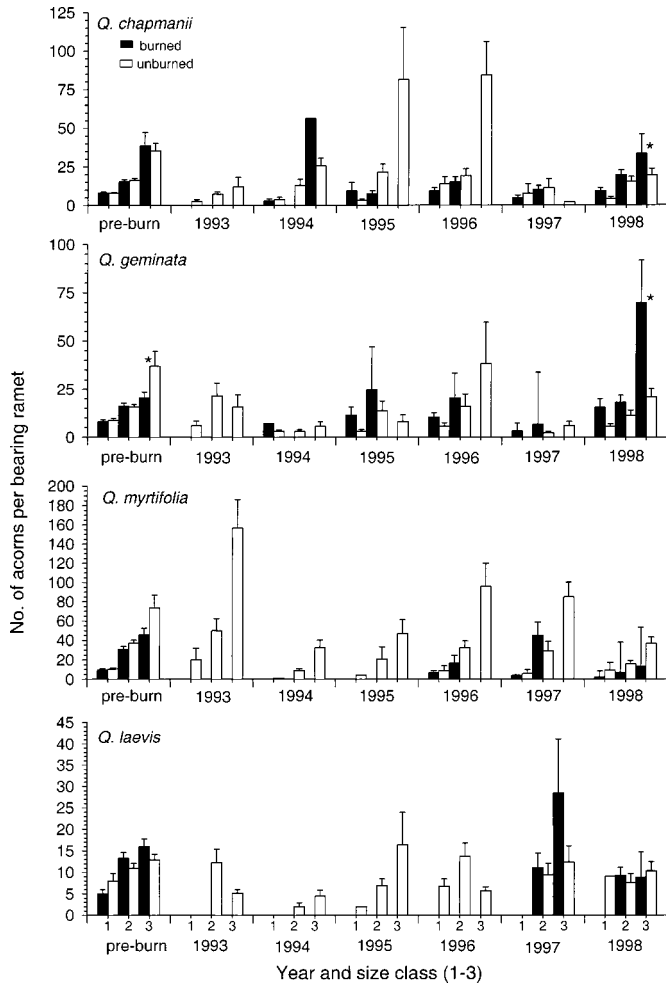 Q. chapmanii
burned
unburned
125
100
75
50
25
0
pre-burn 1993 1994 1995 1996 1997 1998
*
Q. geminata
100
75
50
25
0
* *
pre-burn 1993 1994 1995 1996 1997 1998
No. of acorns per bearing ramet
Q. myrtifolia
200
180
160
140
120
100
80
60
40
20
0
pre-burn 1993 1994 1995 1996 1997 1998
Q. laevis
45
40
35
30
25
20
15
10
5
0
1 2 3 1 2 3 1 2 3 1 2 3 1 2 3 1 2 3 1 2 3
pre-burn 1993 1994 1995 1996 1997 1998
Year and size class (1-3)